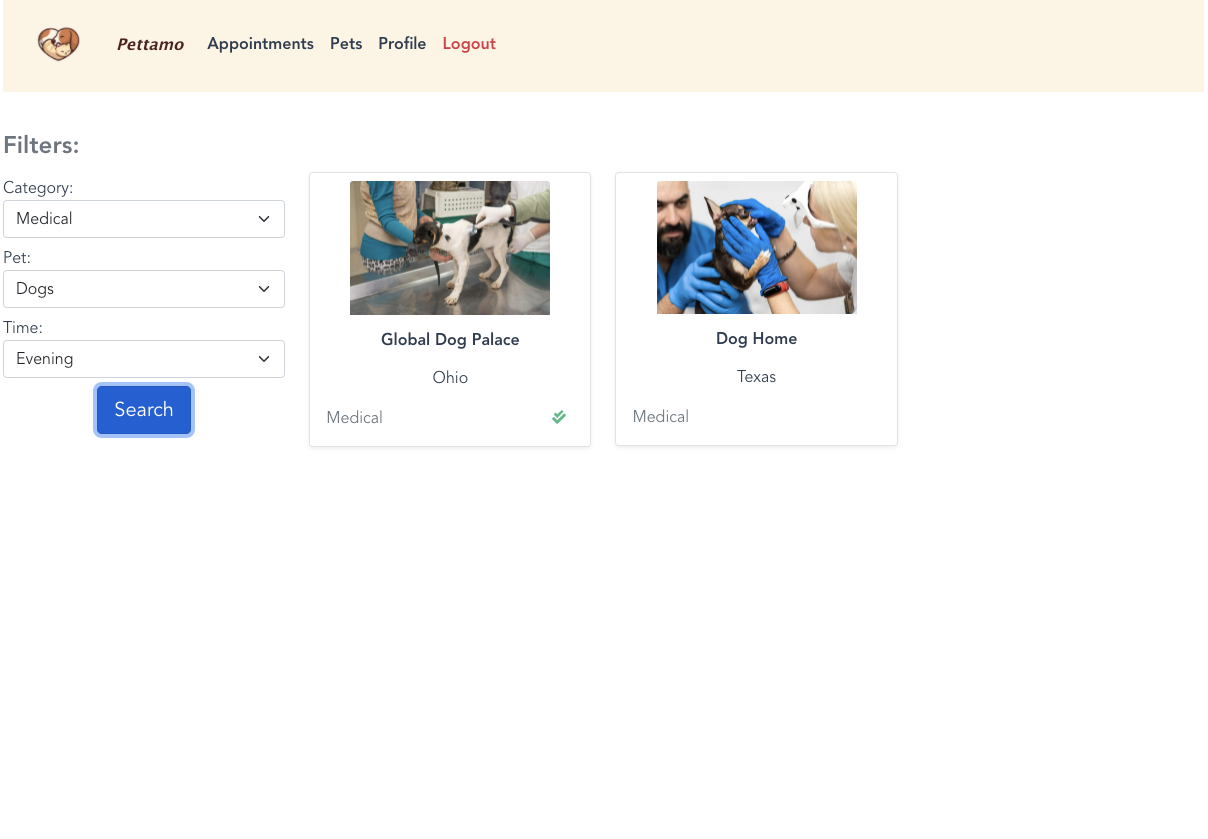 Pettamo Appointments Pets Profile Logout
Filters:
Category:
Medical
Pet:
Dogs
Time:
Evening
Search
Global Dog Palace
Ohio
Medical
Dog Home
Texas
Medical